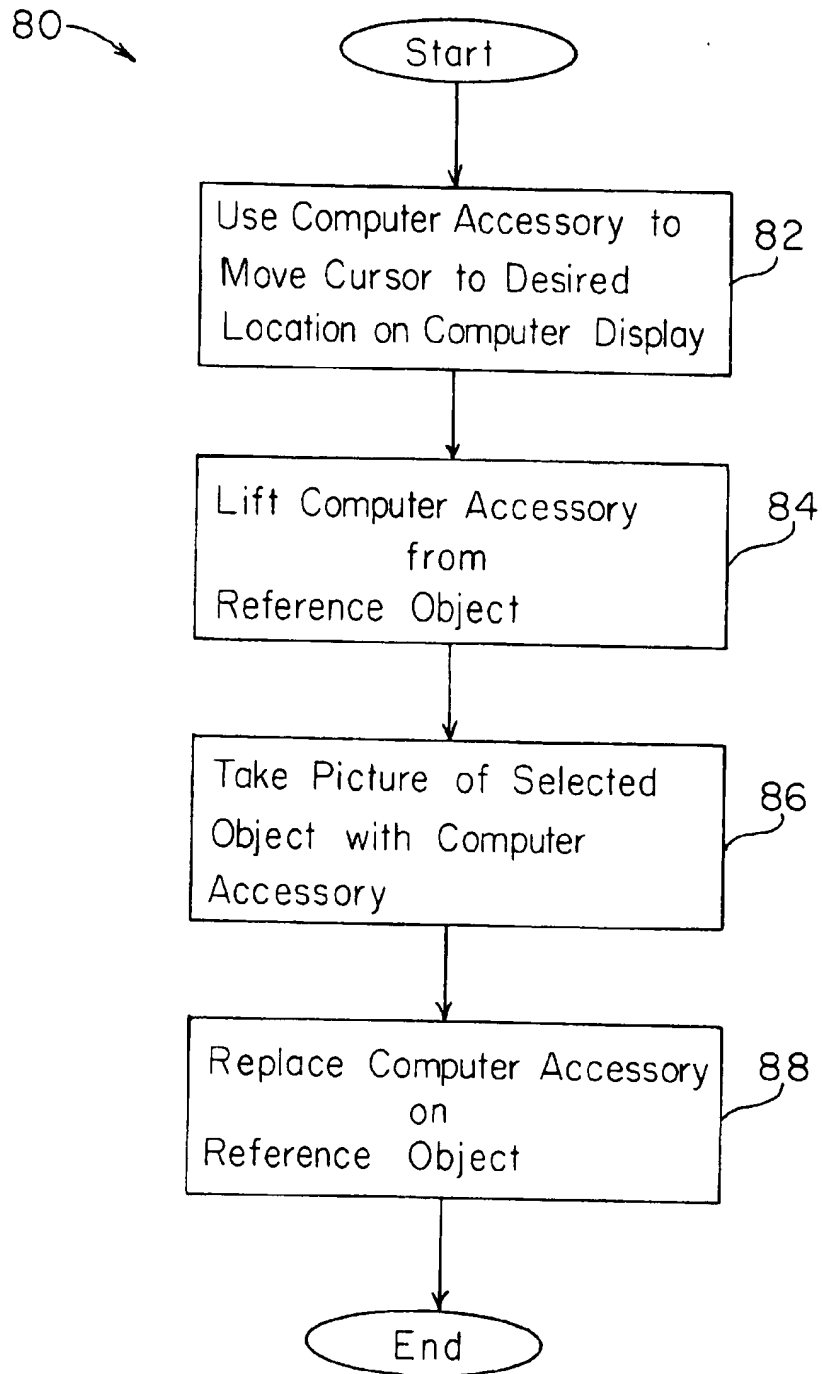 80
Start
Use Computer Accessory to
Move Cursor to Desired
Location on Computer Display
82
Lift Computer Accessory
from
Reference Object
84
Take Picture of Selected
Object with Computer
Accessory
86
Replace Computer Accessory
on
Reference Object
88
End